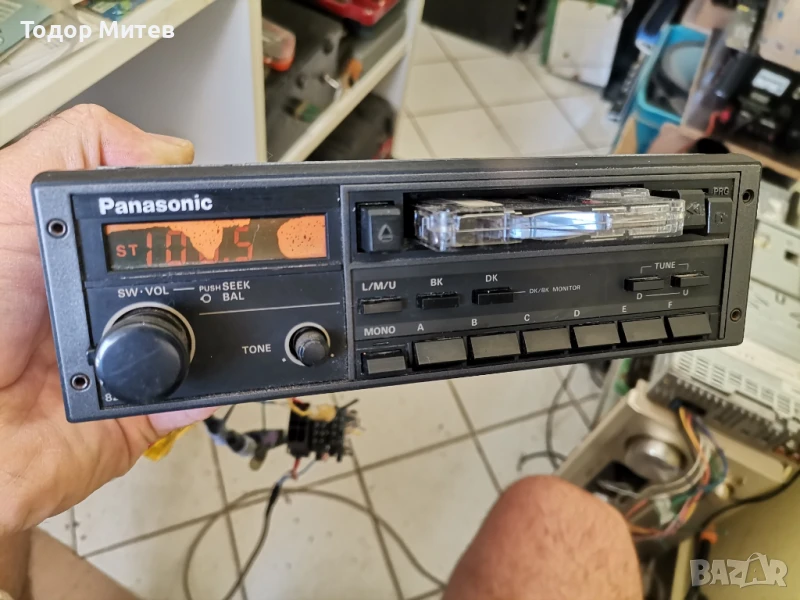 Тодор Митев
Panasonic
PRG
ST
SW·VOL
PUSH SEEK
BAL
TONE
L/M/U
BK
DK
DK/BK MONITOR
TUNE
D U
MONO
A B C D E F
BAZAR